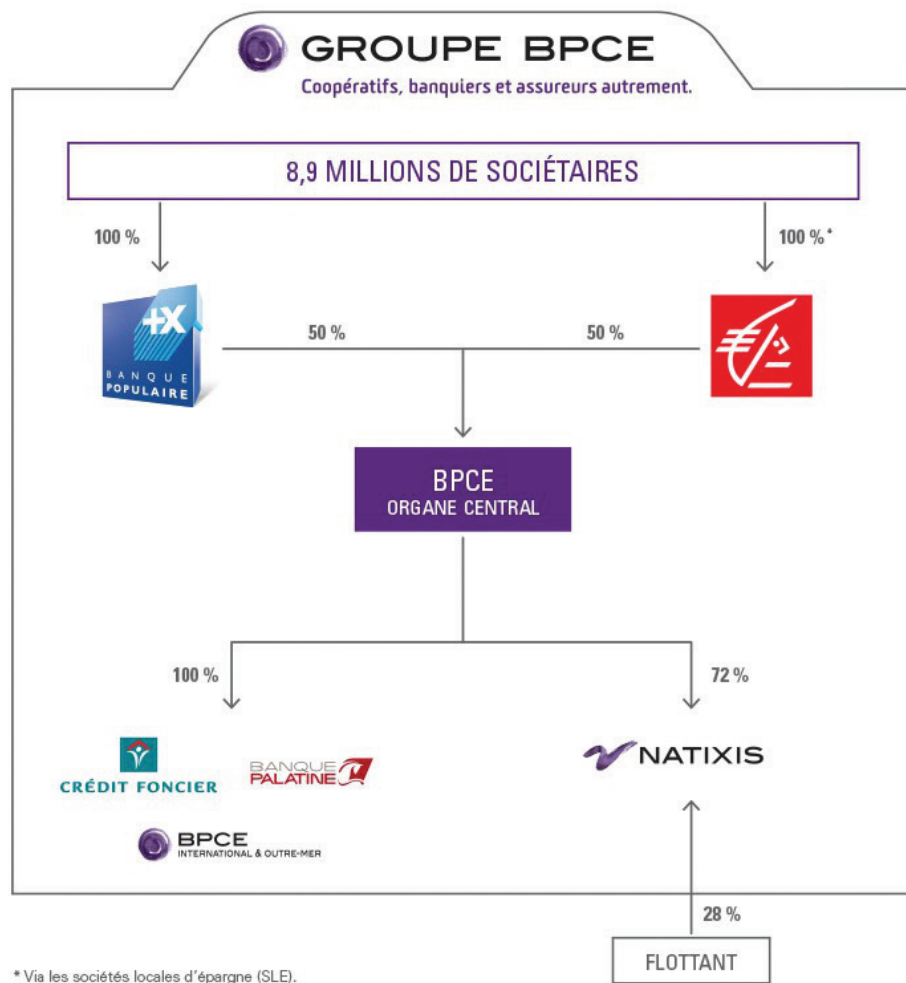 GROUPE BPCE
Coopératifs, banquiers et assureurs autrement.
8,9 MILLIONS DE SOCIÉTAIRES
100 %
100 %*
+X
BANQUE
POPULAIRE
50 %
50 %
BPCE
ORGANE CENTRAL
100 %
72 %
CRÉDIT FONCIER
BANQUE
PALATINE
NATIXIS
BPCE
INTERNATIONAL & OUTRE-MER
28 %
FLOTTANT
* Via les sociétés locales d'épargne (SLE).